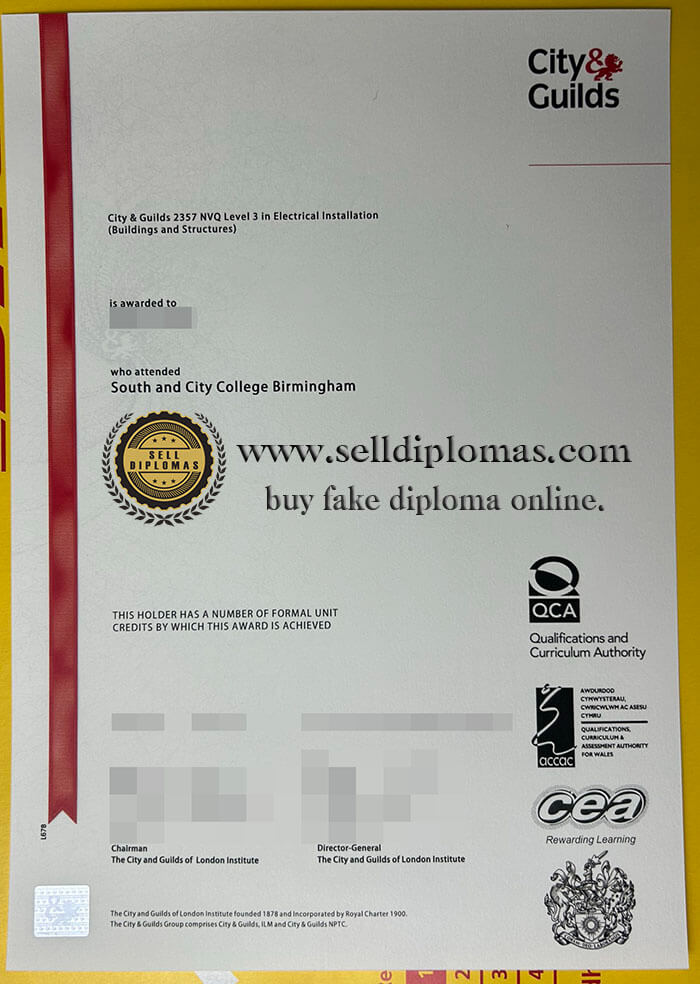 City&
Guilds
City & Guilds 2357 NVQ Level 3 in Electrical Installation
(Buildings and Structures)
is awarded to
who attended
South and City College Birmingham
SELL
DIPLOMAS
www.selldiplomas.com
buy fake diploma online.
THIS HOLDER HAS A NUMBER OF FORMAL UNIT
CREDITS BY WHICH THIS AWARD IS ACHIEVED
QCA
Qualifications and
Curriculum Authority
AWDURDOD
CYMWYSTERAU,
CWRICWLWM AC ASESU
CYMRU
QUALIFICATIONS,
CURRICULUM &
ASSESSMENT AUTHORITY
FOR WALES
accac
cea
Rewarding Learning
L678
Chairman
The City and Guilds of London Institute
Director-General
The City and Guilds of London Institute
The City and Guilds of London Institute founded 1878 and Incorporated by Royal Charter 1900.
The City & Guilds Group comprises City & Guilds, ILM and City & Guilds NPTC.
1
2
3
4